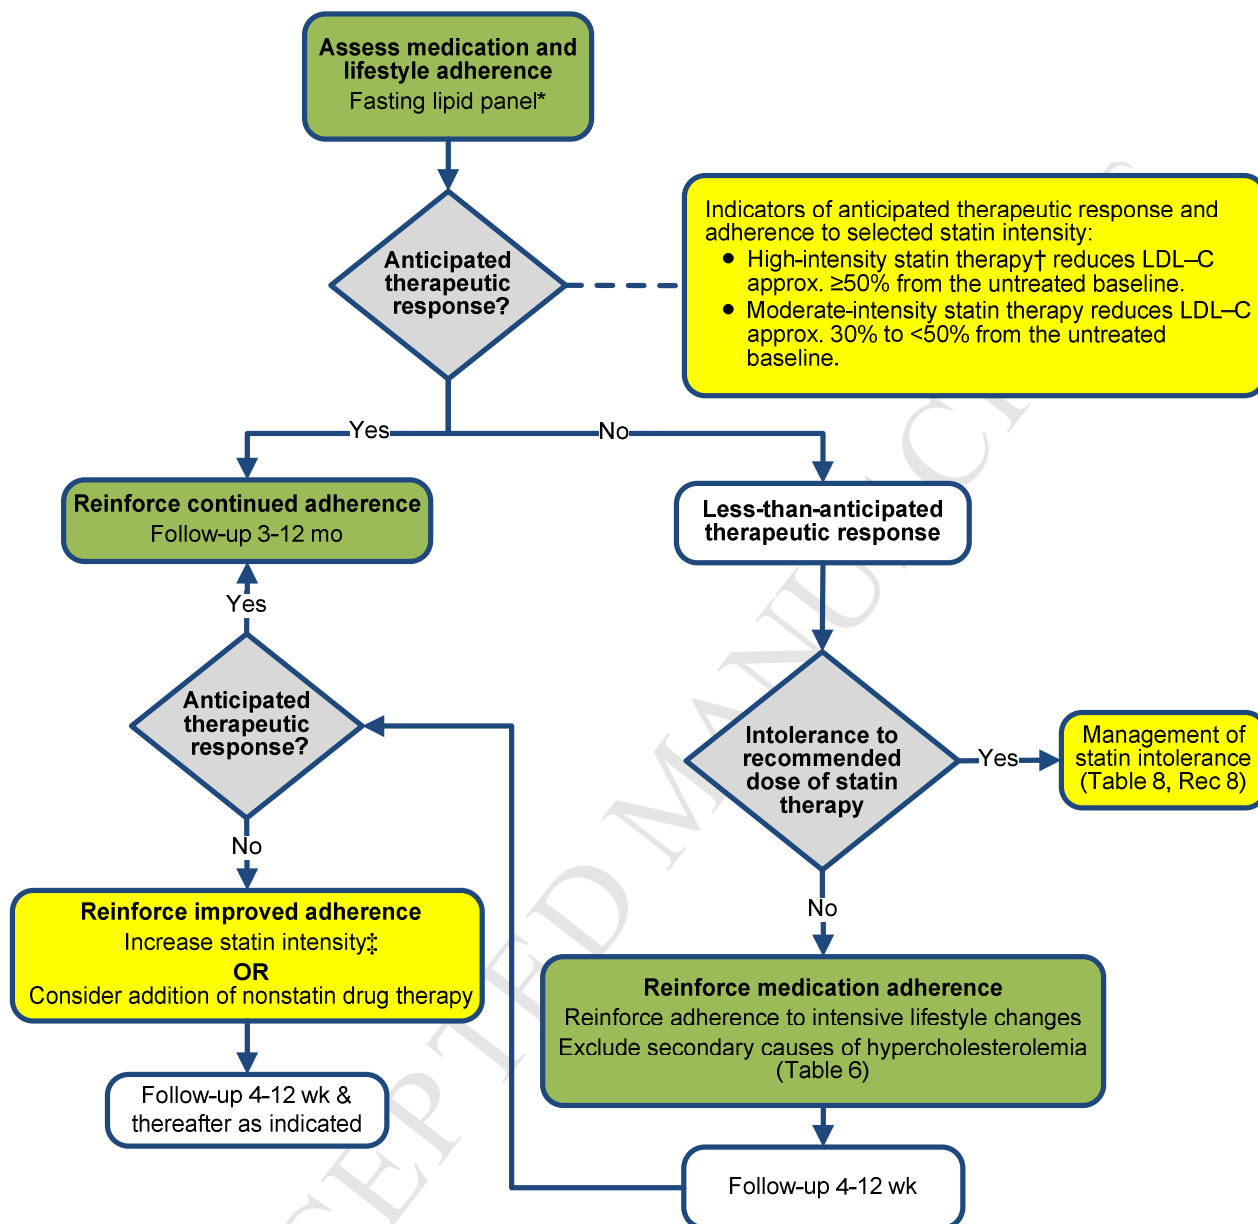 Assess medication and
lifestyle adherence
Fasting lipid panel*
Indicators of anticipated therapeutic response and
adherence to selected statin intensity:
● High-intensity statin therapy† reduces LDL–C
approx. ≥50% from the untreated baseline.
● Moderate-intensity statin therapy reduces LDL–C
approx. 30% to <50% from the untreated
baseline.
Anticipated
therapeutic
response?
Yes
No
Reinforce continued adherence
Follow-up 3-12 mo
Less-than-anticipated
therapeutic response
Yes
Anticipated
therapeutic
response?
Intolerance to
recommended
dose of statin
therapy
Yes
Management of
statin intolerance
(Table 8, Rec 8)
No
No
Reinforce improved adherence
Increase statin intensity‡
OR
Consider addition of nonstatin drug therapy
Reinforce medication adherence
Reinforce adherence to intensive lifestyle changes
Exclude secondary causes of hypercholesterolemia
(Table 6)
Follow-up 4-12 wk &
thereafter as indicated
Follow-up 4-12 wk
CEPTED MANUSCRIP